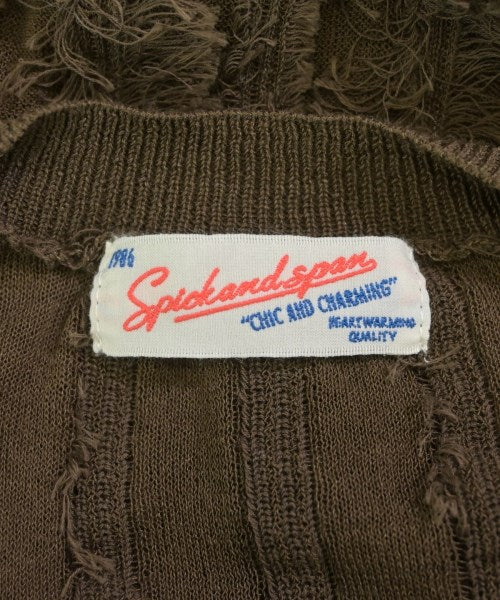 1986
Spickandspan
"CHIC AND CHARMING"
HEARTWARMING
QUALITY